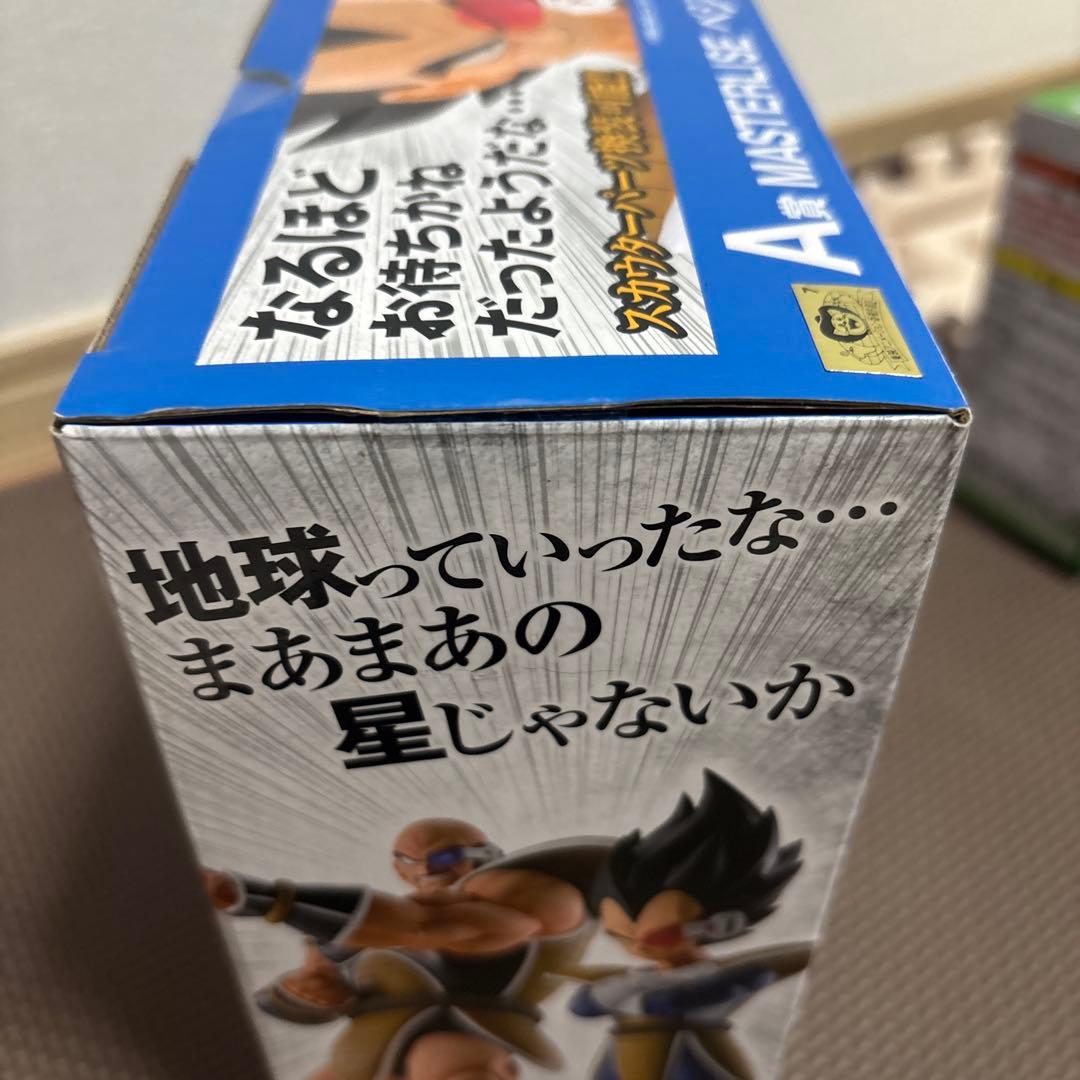 なるほど
お待ちかね
だったようだな…
スカウターパーツ換装可能!
A賞 MASTERLISE ベジ
地球っていったな……
まあまあの
星じゃないか